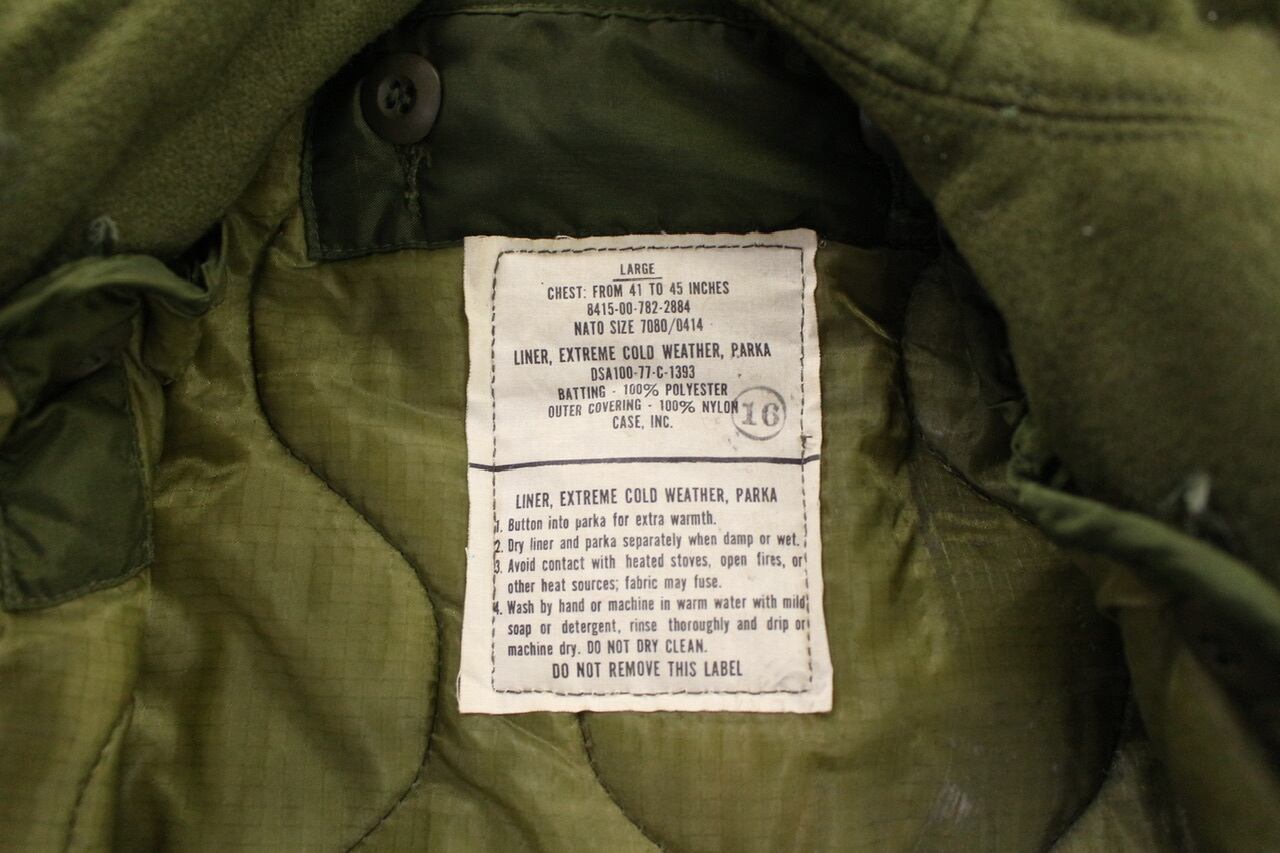 LARGE
CHEST: FROM 41 TO 45 INCHES
8415-00-782-2884
NATO SIZE 7080/0414
LINER, EXTREME COLD WEATHER, PARKA
DSA100-77-C-1393
BATTING - 100% POLYESTER
OUTER COVERING - 100% NYLON
CASE, INC.
16
LINER, EXTREME COLD WEATHER, PARKA
1. Button into parka for extra warmth.
2. Dry liner and parka separately when damp or wet.
3. Avoid contact with heated stoves, open fires, or
other heat sources; fabric may fuse.
4. Wash by hand or machine in warm water with mild
soap or detergent, rinse thoroughly and drip or
machine dry. DO NOT DRY CLEAN.
DO NOT REMOVE THIS LABEL